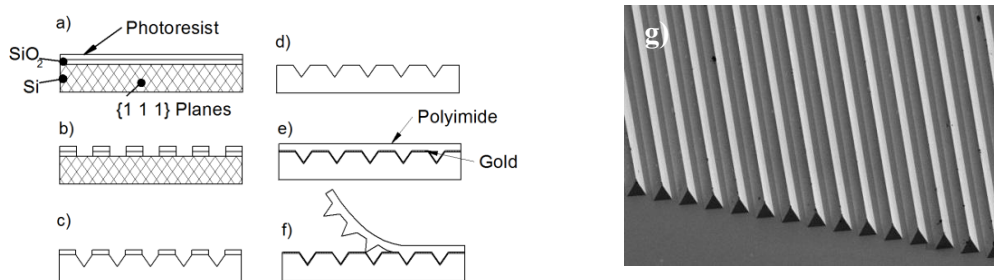 a)
Photoresist
SiO2
Si
{1 1 1} Planes
b)
c)
d)
e)
Polyimide
Gold
f)
g)